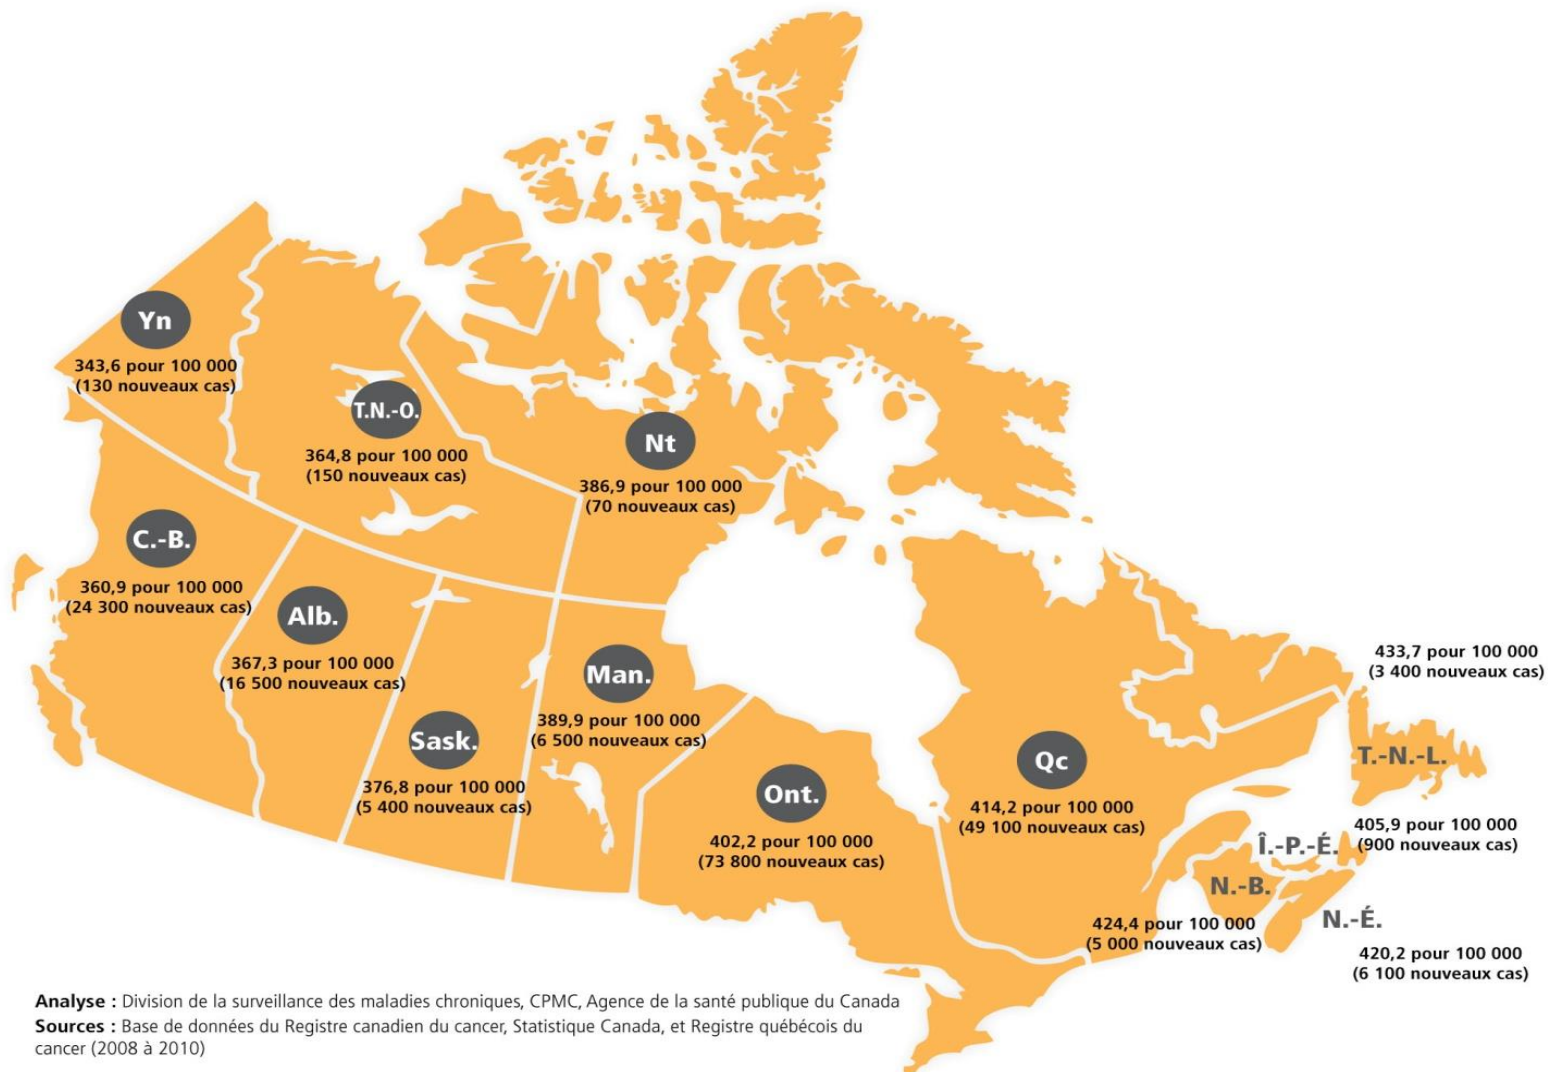 Yn
343,6 pour 100 000
(130 nouveaux cas)
T.N.-O.
364,8 pour 100 000
(150 nouveaux cas)
Nt
386,9 pour 100 000
(70 nouveaux cas)
C.-B.
360,9 pour 100 000
(24 300 nouveaux cas)
Alb.
367,3 pour 100 000
(16 500 nouveaux cas)
Sask.
376,8 pour 100 000
(5 400 nouveaux cas)
Man.
389,9 pour 100 000
(6 500 nouveaux cas)
Ont.
402,2 pour 100 000
(73 800 nouveaux cas)
Qc
414,2 pour 100 000
(49 100 nouveaux cas)
433,7 pour 100 000
(3 400 nouveaux cas)
T.-N.-L.
Î.-P.-É.
405,9 pour 100 000
(900 nouveaux cas)
N.-B.
424,4 pour 100 000
(5 000 nouveaux cas)
N.-É.
420,2 pour 100 000
(6 100 nouveaux cas)
Analyse : Division de la surveillance des maladies chroniques, CPMC, Agence de la santé publique du Canada
Sources : Base de données du Registre canadien du cancer, Statistique Canada, et Registre québécois du
cancer (2008 à 2010)